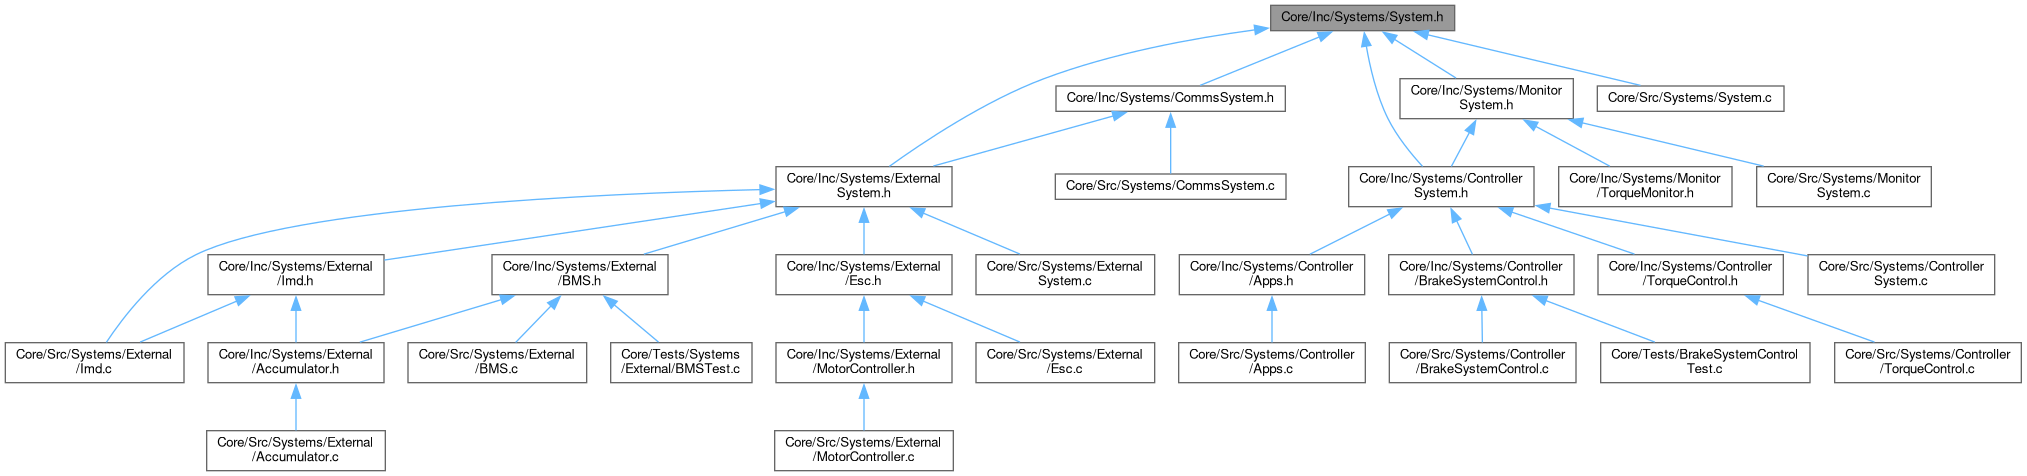 Core/Inc/Systems/System.h
Core/Inc/Systems/CommsSystem.h
Core/Inc/Systems/Monitor
System.h
Core/Src/Systems/System.c
Core/Inc/Systems/External
System.h
Core/Src/Systems/CommsSystem.c
Core/Inc/Systems/Controller
System.h
Core/Inc/Systems/Monitor
/TorqueMonitor.h
Core/Src/Systems/Monitor
System.c
Core/Inc/Systems/External
/Imd.h
Core/Inc/Systems/External
/BMS.h
Core/Inc/Systems/External
/Esc.h
Core/Src/Systems/External
System.c
Core/Inc/Systems/Controller
/Apps.h
Core/Inc/Systems/Controller
/BrakeSystemControl.h
Core/Inc/Systems/Controller
/TorqueControl.h
Core/Src/Systems/Controller
System.c
Core/Src/Systems/External
/Imd.c
Core/Inc/Systems/External
/Accumulator.h
Core/Src/Systems/External
/BMS.c
Core/Tests/Systems
/External/BMSTest.c
Core/Inc/Systems/External
/MotorController.h
Core/Src/Systems/External
/Esc.c
Core/Src/Systems/Controller
/Apps.c
Core/Src/Systems/Controller
/BrakeSystemControl.c
Core/Tests/BrakeSystemControl
Test.c
Core/Src/Systems/Controller
/TorqueControl.c
Core/Src/Systems/External
/Accumulator.c
Core/Src/Systems/External
/MotorController.c